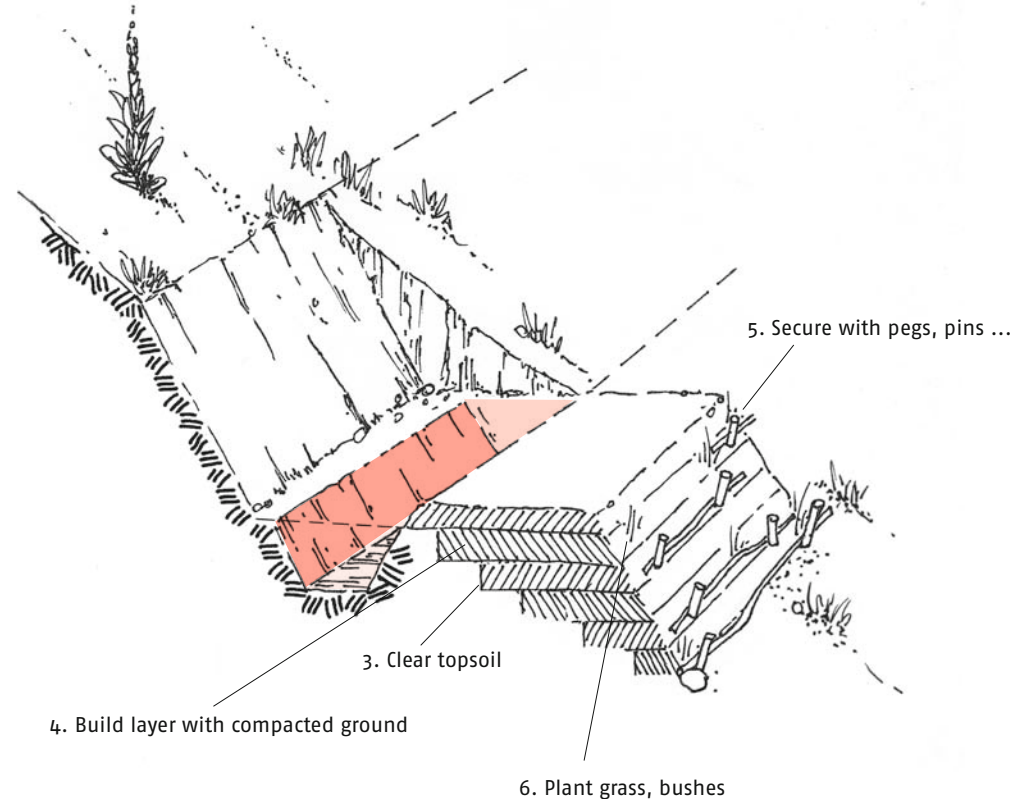 5. Secure with pegs, pins ...
3. Clear topsoil
4. Build layer with compacted ground
6. Plant grass, bushes